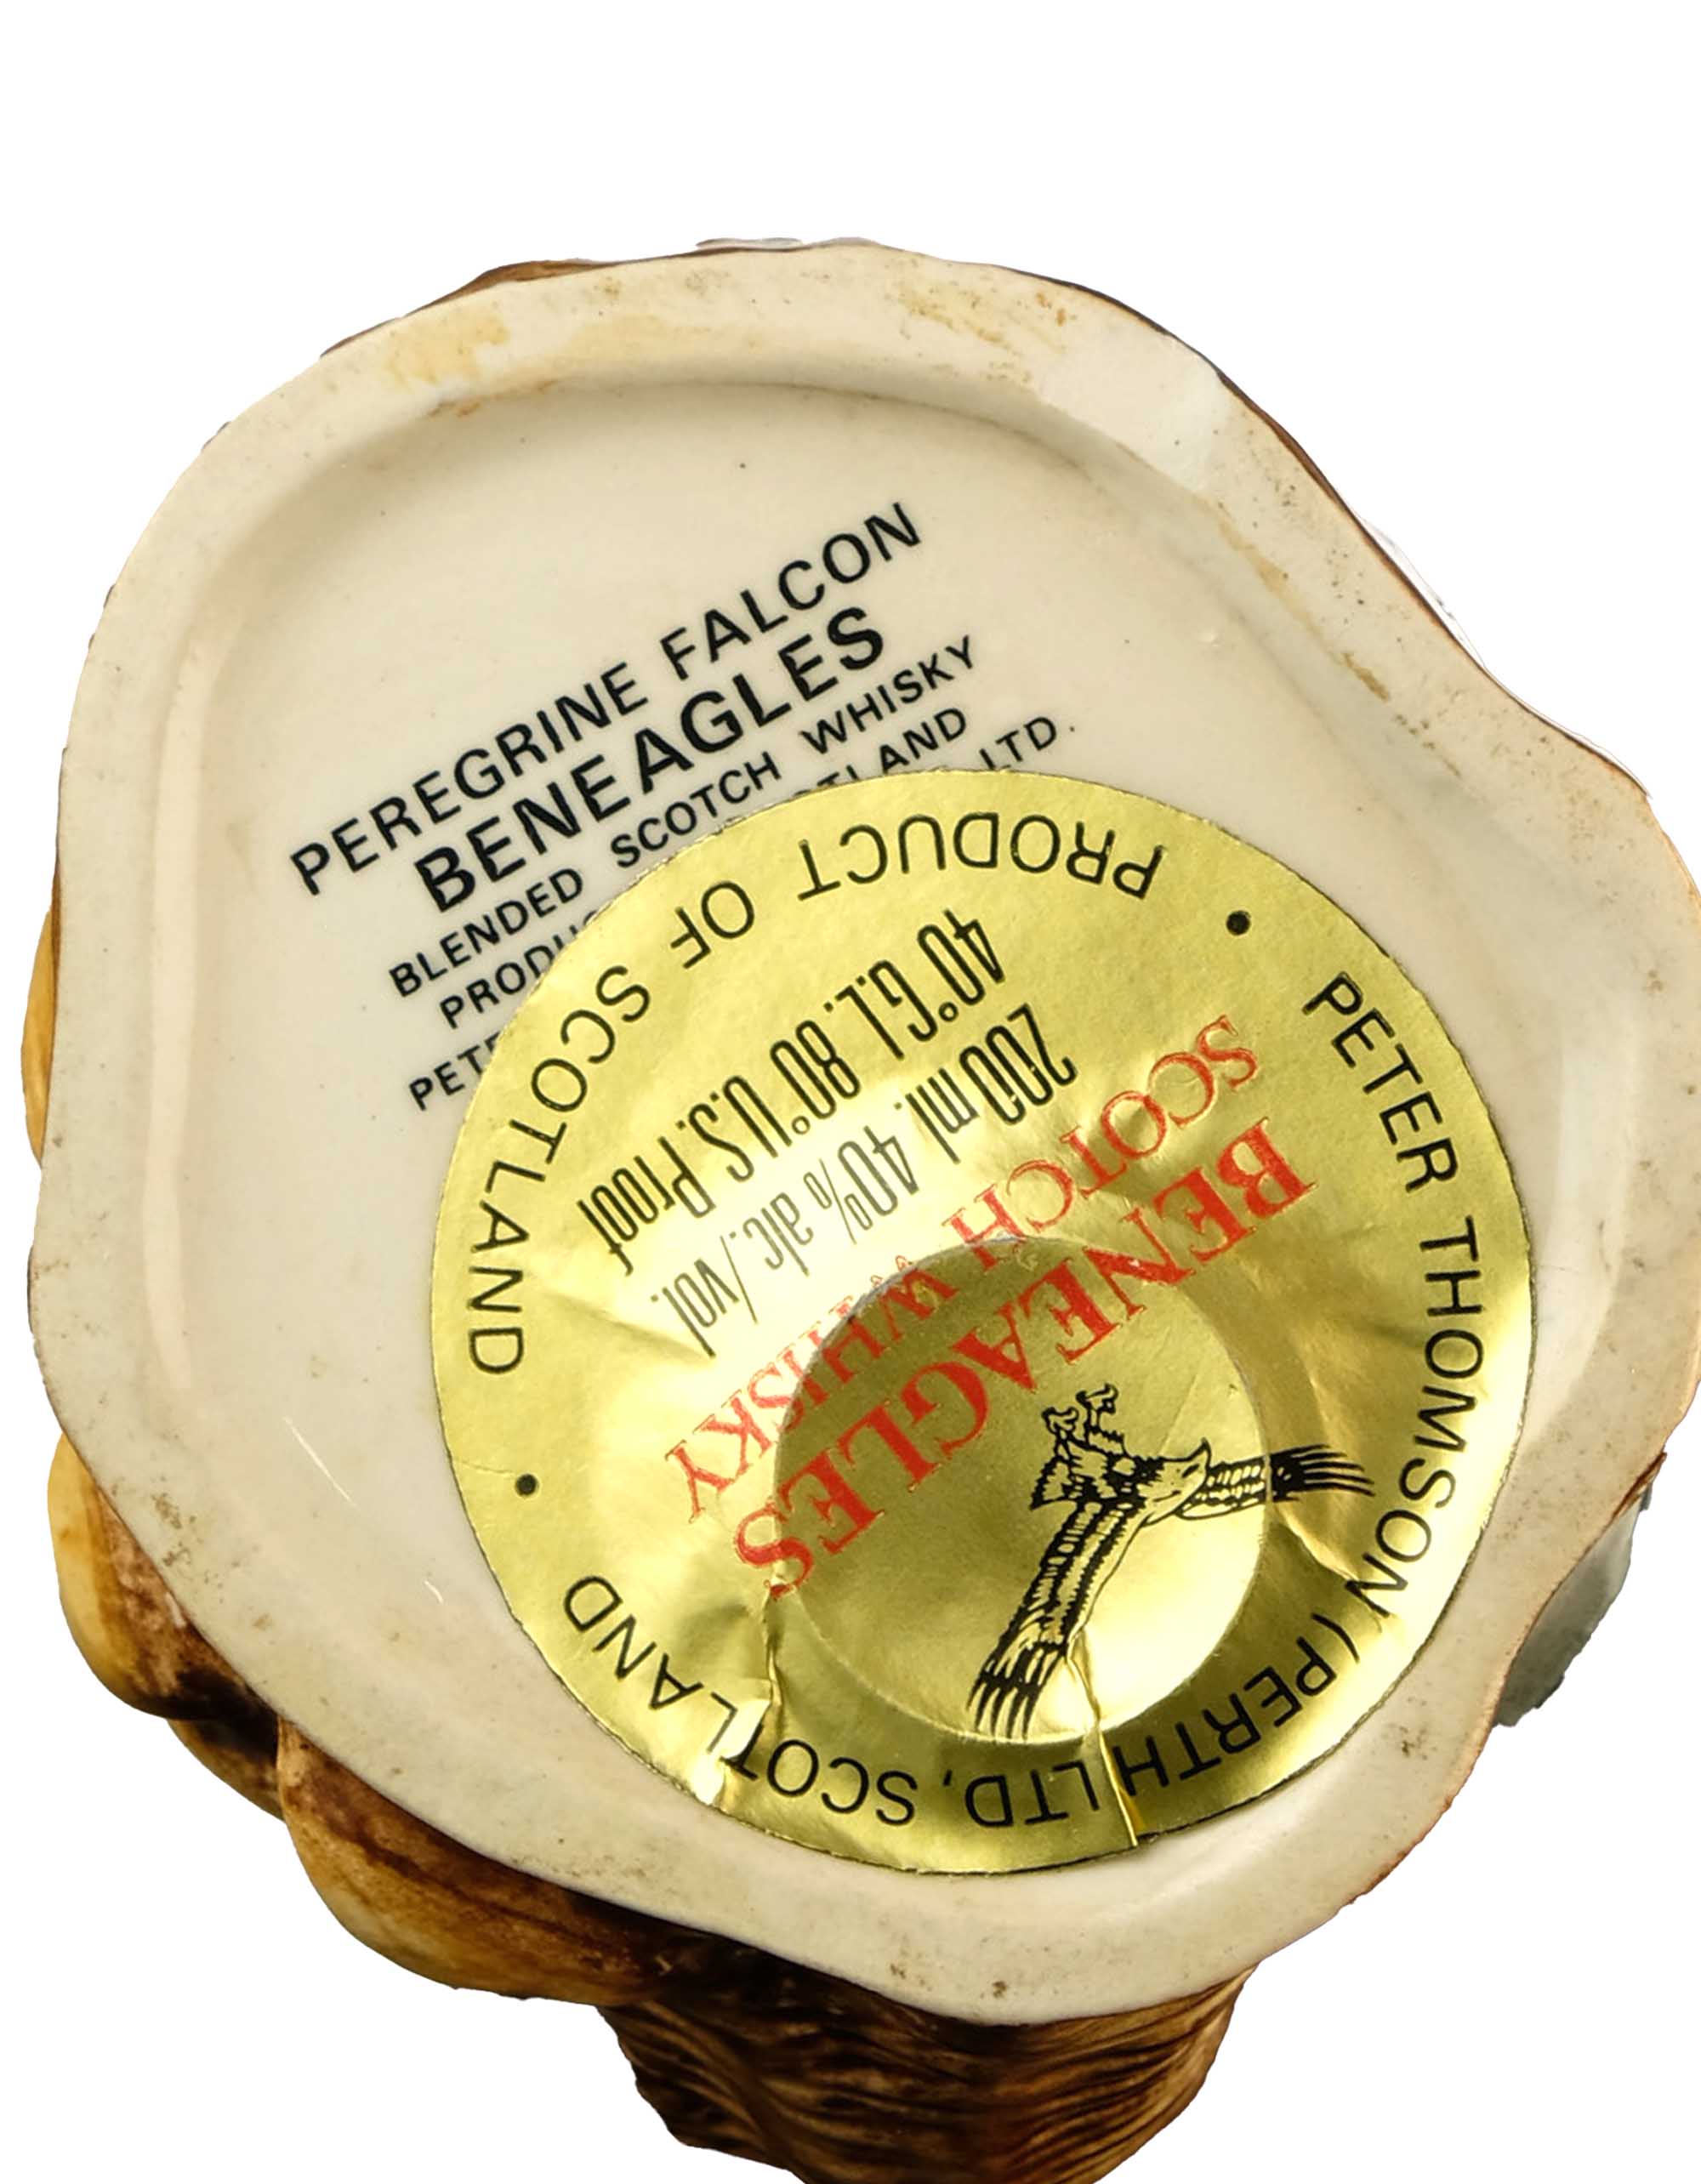 PEREGRINE FALCON
BENEAGLES
BLENDED SCOTCH WHISKY
LTD.
PRODUCT OF SCOTLAND
40° G.L. 80° U.S. Proof
200 ml. 40% alc./vol.
SCOTCH WHISKY
BENEAGLES
PETER THOMSON (PERTH LTD, SCOTLAND